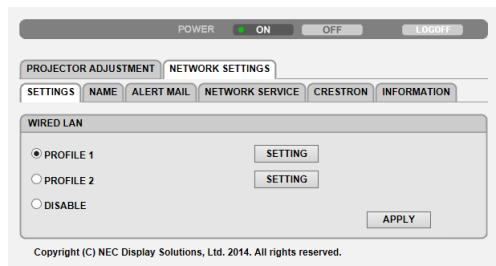 POWER ON OFF LOGOFF
PROJECTOR ADJUSTMENT NETWORK SETTINGS
SETTINGS NAME ALERT MAIL NETWORK SERVICE CRESTRON INFORMATION
WIRED LAN
PROFILE 1 SETTING
PROFILE 2 SETTING
DISABLE
APPLY
Copyright (C) NEC Display Solutions, Ltd. 2014. All rights reserved.